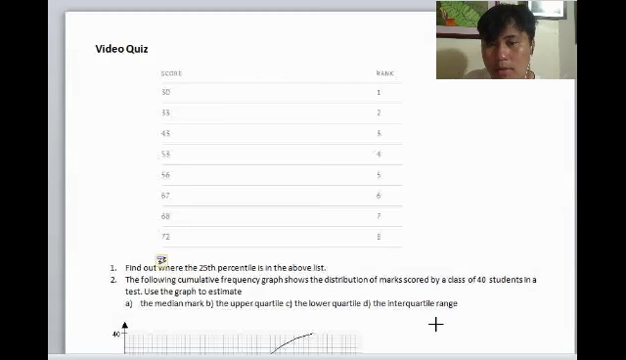 Video Quiz
SCORE RANK
30 1
33 2
43 3
53 4
56 5
67 6
68 7
72 8
1. Find out where the 25th percentile is in the above list.
2. The following cumulative frequency graph shows the distribution of marks scored by a class of 40 students in a
test. Use the graph to estimate
a) the median mark b) the upper quartile c) the lower quartile d) the interquartile range
40